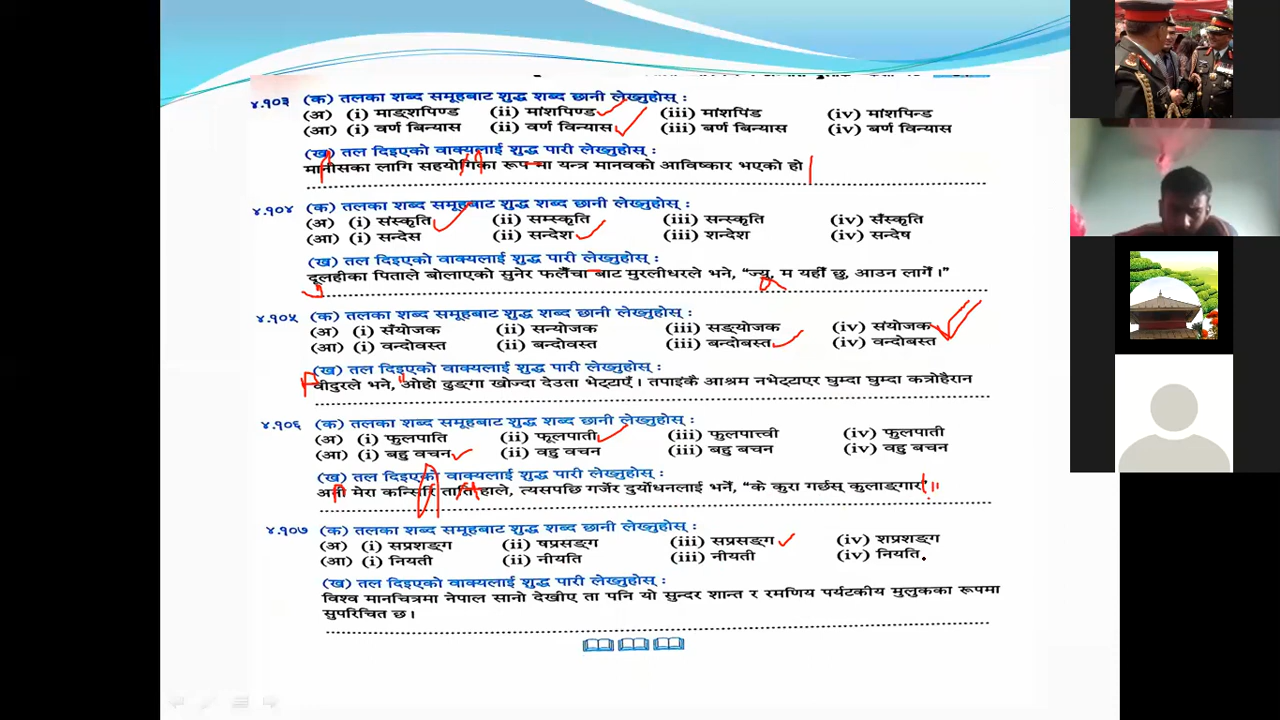 ४.१०३ (क) तलका शब्द समूहबाट शुद्ध शब्द छानी लेख्नुहोस् :
(अ) (i) माङ्शपिण्ड (ii) मांशपिण्ड (iii) मांशपिंड (iv) मांशपिन्ड
(आ) (i) वर्ण बिन्यास (ii) वर्ण विन्यास (iii) बर्ण बिन्यास (iv) बर्ण विन्यास
(ख) तल दिइएको वाक्यलाई शुद्ध पारी लेख्नुहोस् :
मानीसका लागि सहयोगिका रूप-मा यन्त्र मानवको आविष्कार भएको हो
४.१०४ (क) तलका शब्द समूहबाट शुद्ध शब्द छानी लेख्नुहोस् :
(अ) (i) संस्कृति (ii) सम्स्कृति (iii) सन्स्कृति (iv) सँस्कृति
(आ) (i) सन्देस (ii) सन्देश (iii) शन्देश (iv) सन्देष
(ख) तल दिइएको वाक्यलाई शुद्ध पारी लेख्नुहोस् :
दूलहीका पिताले बोलाएको सुनेर फलैँचा बाट मुरलीधरले भने, “ज्यू, म यहीँ छु, आउन लागेँ ।”
४.१०५ (क) तलका शब्द समूहबाट शुद्ध शब्द छानी लेख्नुहोस् :
(अ) (i) सँयोजक (ii) सन्योजक (iii) सङ्योजक (iv) संयोजक
(आ) (i) वन्दोवस्त (ii) बन्दोवस्त (iii) बन्दोबस्त (iv) वन्दोबस्त
(ख) तल दिइएको वाक्यलाई शुद्ध पारी लेख्नुहोस् :
वीदुरले भने, ओहो ढुङ्गा खोज्दा देउता भेट्टाएँ । तपाइंकै आश्रम नभेट्टाएर घुम्दा घुम्दा कत्रोहैरान
४.१०६ (क) तलका शब्द समूहबाट शुद्ध शब्द छानी लेख्नुहोस् :
(अ) (i) फुलपाति (ii) फूलपाती (iii) फुलपात्ती (iv) फुलपाती
(आ) (i) बहु वचन (ii) वहु वचन (iii) बहु बचन (iv) वहु बचन
(ख) तल दिइएको वाक्यलाई शुद्ध पारी लेख्नुहोस् :
अनी मेरा कन्सिरि ताति हाले, त्यसपछि गर्जेर दुर्योधनलाई भनेँ, “के कुरा गर्छस् कुलाङ्गार”
४.१०७ (क) तलका शब्द समूहबाट शुद्ध शब्द छानी लेख्नुहोस् :
(अ) (i) सप्रशङ्ग (ii) षप्रसङ्ग (iii) सप्रसङ्ग (iv) शप्रशङ्ग
(आ) (i) नियती (ii) नीयति (iii) नीयती (iv) नियति
(ख) तल दिइएको वाक्यलाई शुद्ध पारी लेख्नुहोस् :
विश्व मानचित्रमा नेपाल सानो देखीए ता पनि यो सुन्दर शान्त र रमणिय पर्यटकीय मुलुकका रूपमा
सुपरिचित छ ।